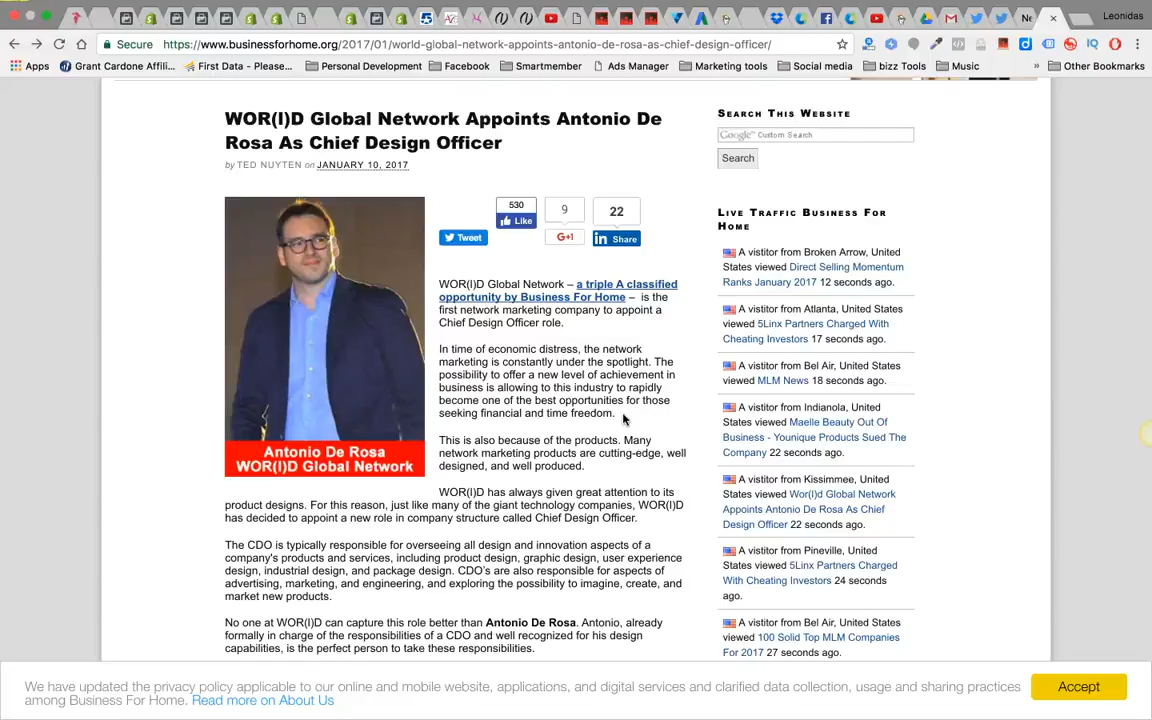 Ne
Leonidas
Secure
https://www.businessforhome.org/2017/01/world-global-network-appoints-antonio-de-rosa-as-chief-design-officer/
Apps
Grant Cardone Affili...
First Data - Please...
Personal Development
Facebook
Smartmember
Ads Manager
Marketing tools
Social media
bizz Tools
Music
»
Other Bookmarks
WOR(l)D Global Network Appoints Antonio De
Rosa As Chief Design Officer
by TED NUYTEN on JANUARY 10, 2017
530
Like
9
G+1
22
in Share
Tweet
Antonio De Rosa
WOR(l)D Global Network
WOR(l)D Global Network – a triple A classified
opportunity by Business For Home – is the
first network marketing company to appoint a
Chief Design Officer role.
In time of economic distress, the network
marketing is constantly under the spotlight. The
possibility to offer a new level of achievement in
business is allowing to this industry to rapidly
become one of the best opportunities for those
seeking financial and time freedom.
This is also because of the products. Many
network marketing products are cutting-edge, well
designed, and well produced.
WOR(l)D has always given great attention to its
product designs. For this reason, just like many of the giant technology companies, WOR(l)D
has decided to appoint a new role in company structure called Chief Design Officer.
The CDO is typically responsible for overseeing all design and innovation aspects of a
company's products and services, including product design, graphic design, user experience
design, industrial design, and package design. CDO's are also responsible for aspects of
advertising, marketing, and engineering, and exploring the possibility to imagine, create, and
market new products.
No one at WOR(l)D can capture this role better than Antonio De Rosa. Antonio, already
formally in charge of the responsibilities of a CDO and well recognized for his design
capabilities, is the perfect person to take these responsibilities.
Search This Website
Google™ Custom Search
Search
Live Traffic Business For
Home
A vistitor from Broken Arrow, United
States viewed Direct Selling Momentum
Ranks January 2017 12 seconds ago.
A vistitor from Atlanta, United States
viewed 5Linx Partners Charged With
Cheating Investors 17 seconds ago.
A vistitor from Bel Air, United States
viewed MLM News 18 seconds ago.
A vistitor from Indianola, United
States viewed Maelle Beauty Out Of
Business - Younique Products Sued The
Company 22 seconds ago.
A vistitor from Kissimmee, United
States viewed Wor(l)d Global Network
Appoints Antonio De Rosa As Chief
Design Officer 22 seconds ago.
A vistitor from Pineville, United
States viewed 5Linx Partners Charged
With Cheating Investors 24 seconds
ago.
A vistitor from Bel Air, United States
viewed 100 Solid Top MLM Companies
For 2017 27 seconds ago.
We have updated the privacy policy applicable to our online and mobile website, applications, and digital services and clarified data collection, usage and sharing practices
among Business For Home. Read more on About Us
Accept